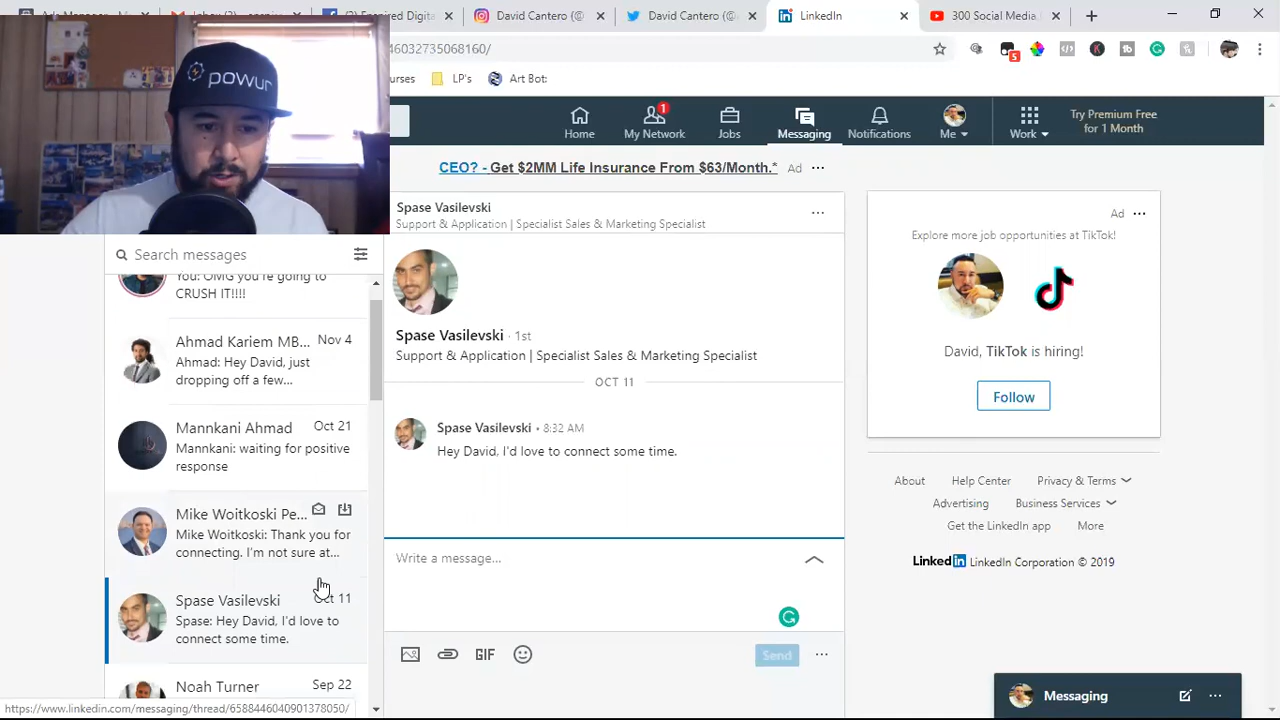 David Cantero (@
David Cantero (@
LinkedIn
300 Social Media
46032735068160/
5
urses
LP's
Art Bot:
powur
Home
1
My Network
Jobs
Messaging
Notifications
Me
Work
Try Premium Free
for 1 Month
CEO? - Get $2MM Life Insurance From $63/Month.*
Ad
Search messages
You: OMG you're going to
CRUSH IT!!!!
Ahmad Kariem MB...
Nov 4
Ahmad: Hey David, just
dropping off a few...
Mannkani Ahmad
Oct 21
Mannkani: waiting for positive
response
Mike Woitkoski Pe...
Mike Woitkoski: Thank you for
connecting. I'm not sure at...
Spase Vasilevski
Oct 11
Spase: Hey David, I'd love to
connect some time.
Noah Turner
Sep 22
https://www.linkedin.com/messaging/thread/6588446040901378050/
Spase Vasilevski
Support & Application | Specialist Sales & Marketing Specialist
Spase Vasilevski · 1st
Support & Application | Specialist Sales & Marketing Specialist
OCT 11
Spase Vasilevski • 8:32 AM
Hey David, I'd love to connect some time.
Write a message...
GIF
Send
Ad
Explore more job opportunities at TikTok!
David, TikTok is hiring!
Follow
About
Help Center
Privacy & Terms
Advertising
Business Services
Get the LinkedIn app
More
LinkedIn LinkedIn Corporation © 2019
Messaging